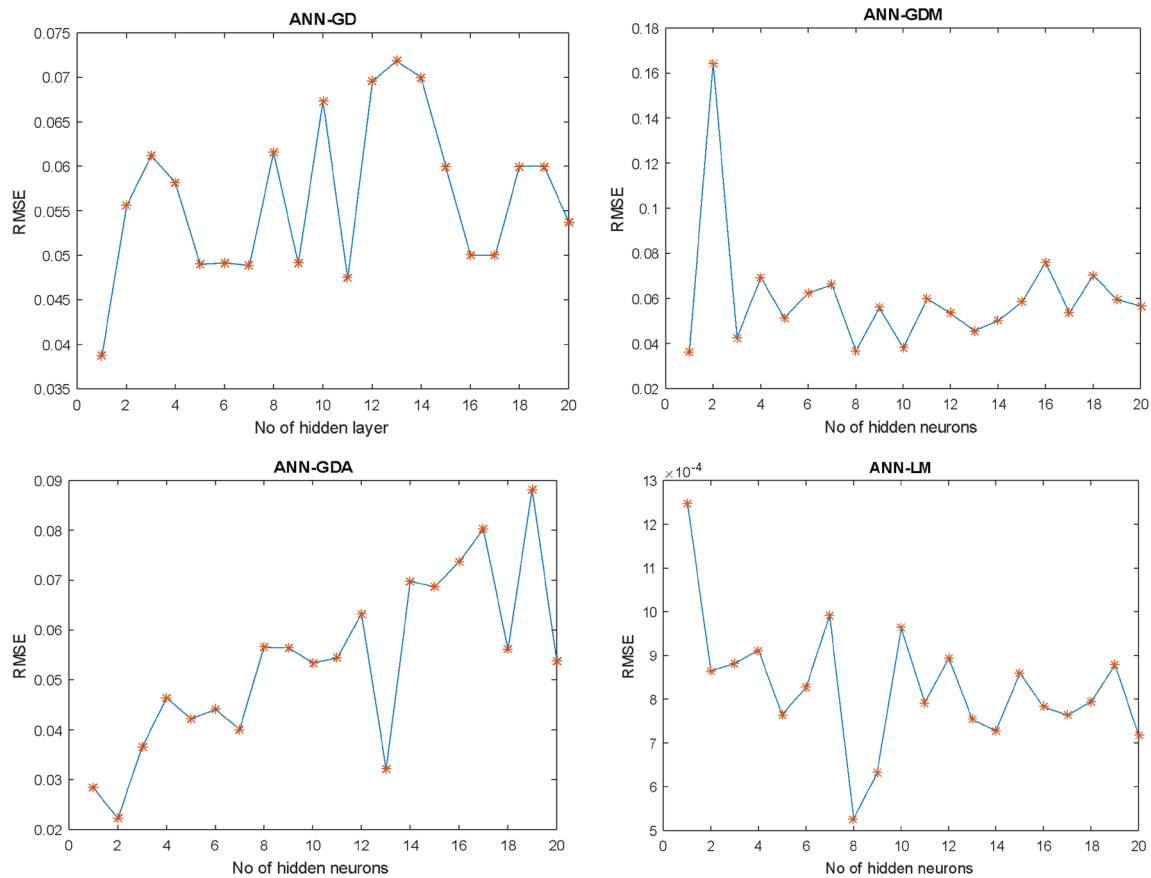 ANN-GD
0.075
0.07
0.065
0.06
0.055
0.05
0.045
0.04
0.035
RMSE
0 2 4 6 8 10 12 14 16 18 20
No of hidden layer
ANN-GDM
0.18
0.16
0.14
0.12
0.1
0.08
0.06
0.04
0.02
RMSE
0 2 4 6 8 10 12 14 16 18 20
No of hidden neurons
ANN-GDA
0.09
0.08
0.07
0.06
0.05
0.04
0.03
0.02
RMSE
0 2 4 6 8 10 12 14 16 18 20
No of hidden neurons
ANN-LM
×10⁻⁴
13
12
11
10
9
8
7
6
5
RMSE
0 2 4 6 8 10 12 14 16 18 20
No of hidden neurons